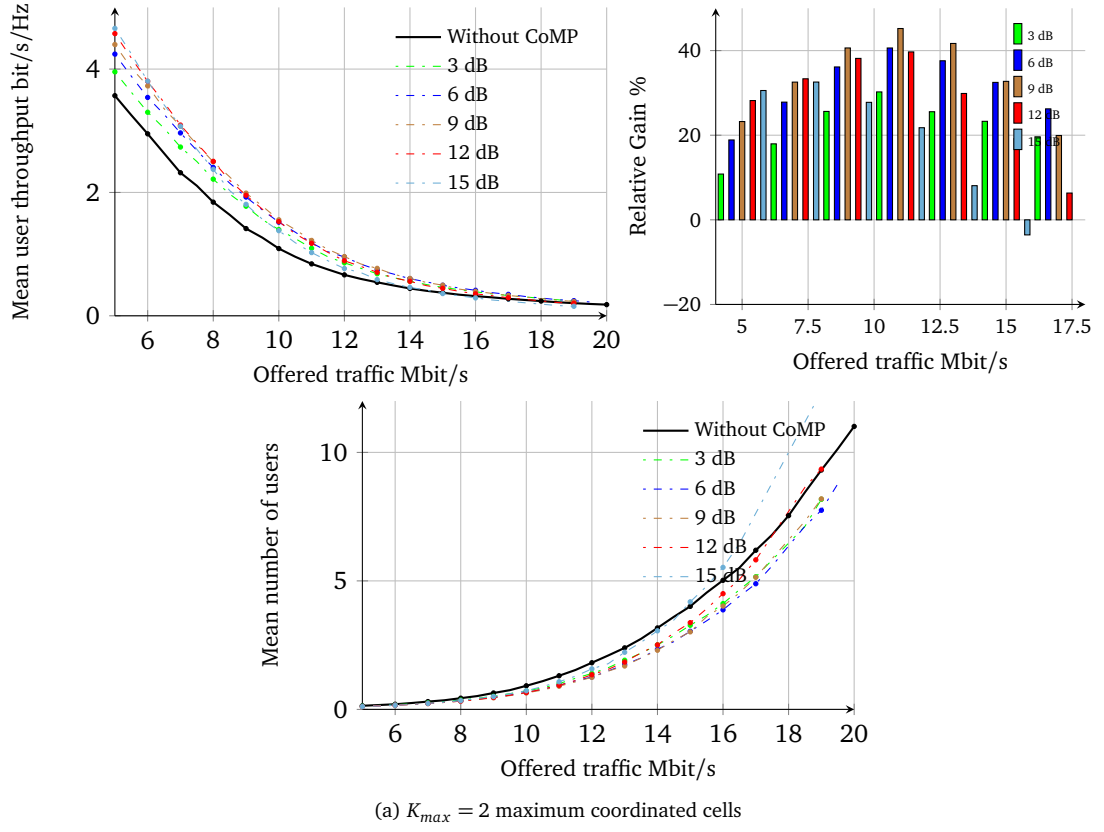 Mean user throughput bit/s/Hz
4
2
0
6 8 10 12 14 16 18 20
Offered traffic Mbit/s
Without CoMP
3 dB
6 dB
9 dB
12 dB
15 dB
Relative Gain %
40
20
0
−20
5 7.5 10 12.5 15 17.5
Offered traffic Mbit/s
3 dB
6 dB
9 dB
12 dB
15 dB
Mean number of users
10
5
0
6 8 10 12 14 16 18 20
Offered traffic Mbit/s
Without CoMP
3 dB
6 dB
9 dB
12 dB
15 dB
(a) K_{max} = 2 maximum coordinated cells